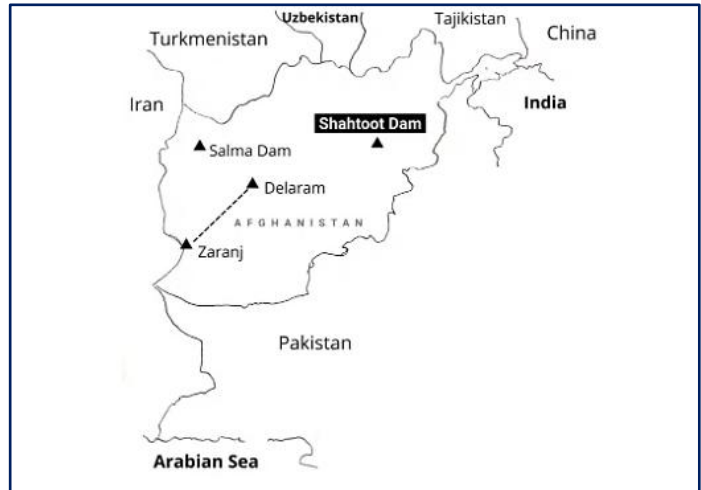 Uzbekistan
Tajikistan
China
Turkmenistan
Iran
India
Shahtoot Dam
Salma Dam
Delaram
AFGHANISTAN
Zaranj
Pakistan
Arabian Sea